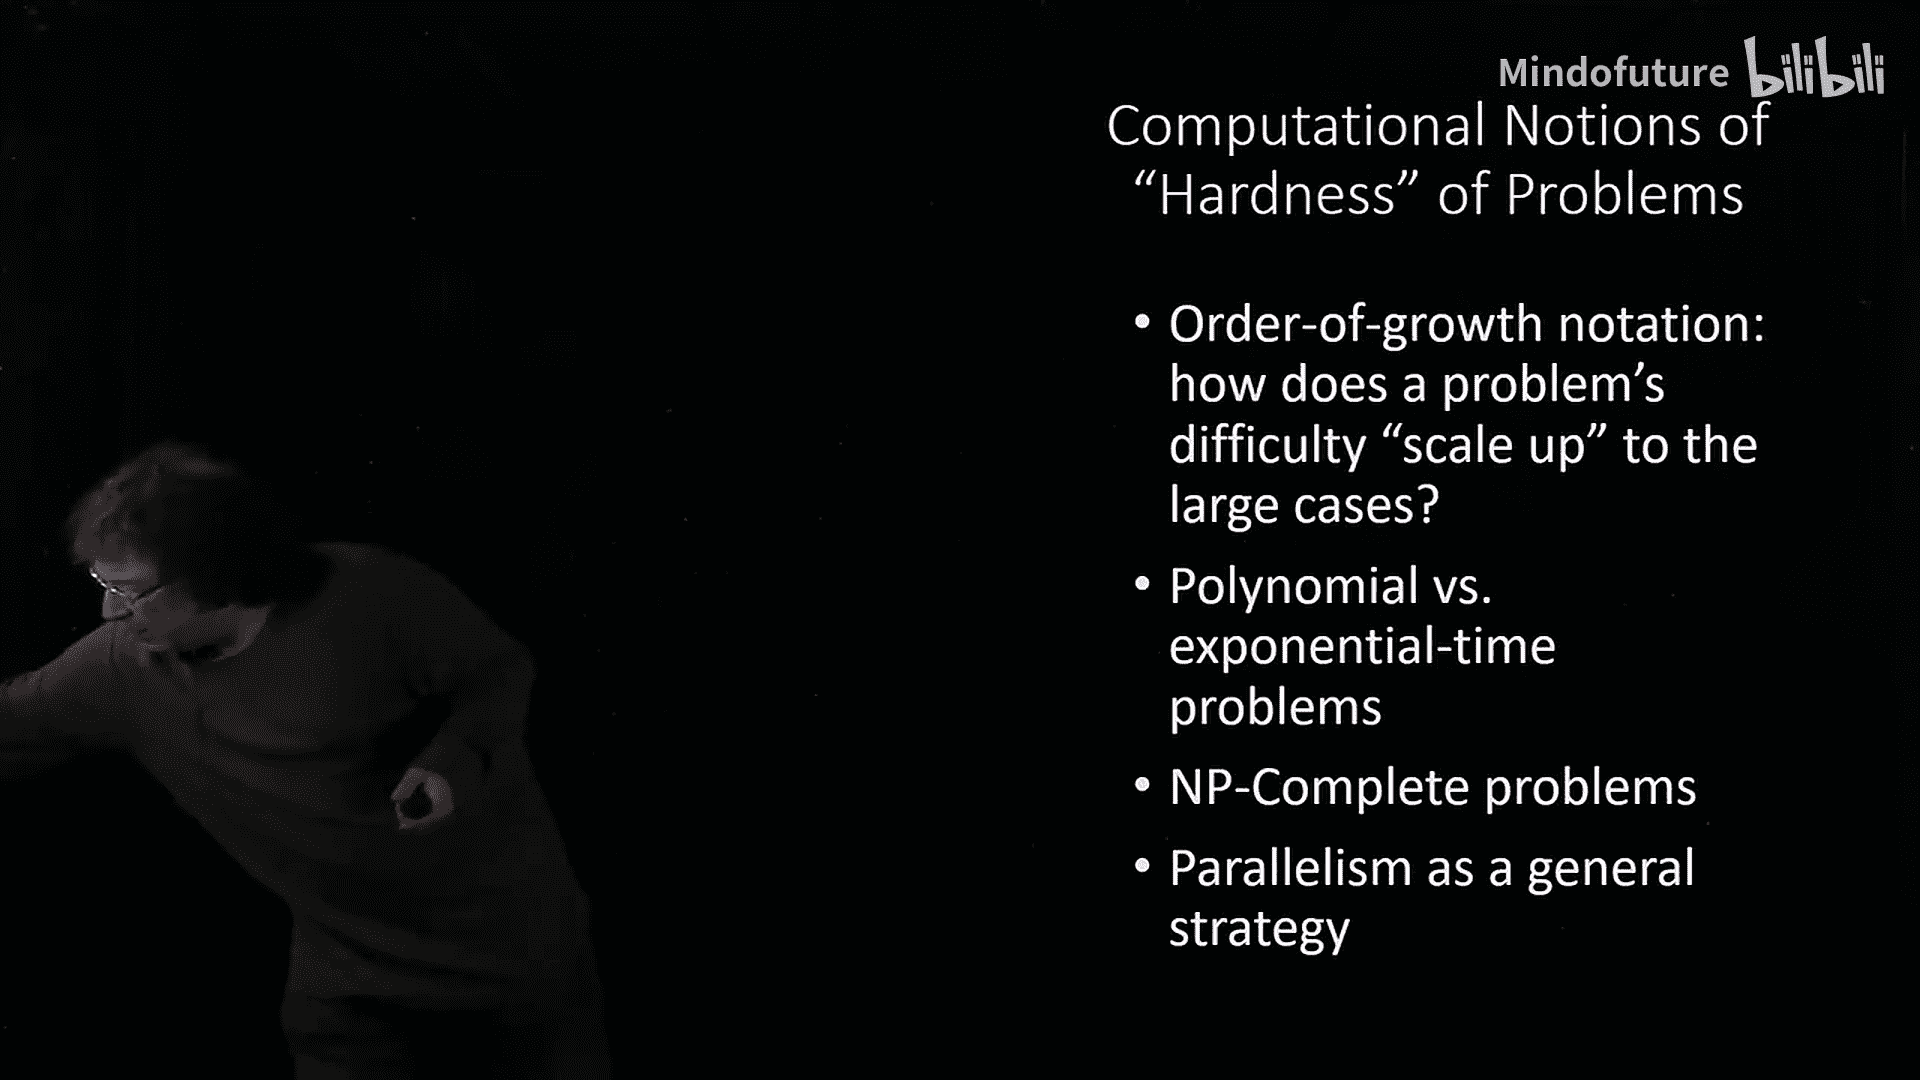 Mindofuture bilibili
Computational Notions of
“Hardness” of Problems
• Order-of-growth notation:
how does a problem’s
difficulty “scale up” to the
large cases?
• Polynomial vs.
exponential-time
problems
• NP-Complete problems
• Parallelism as a general
strategy